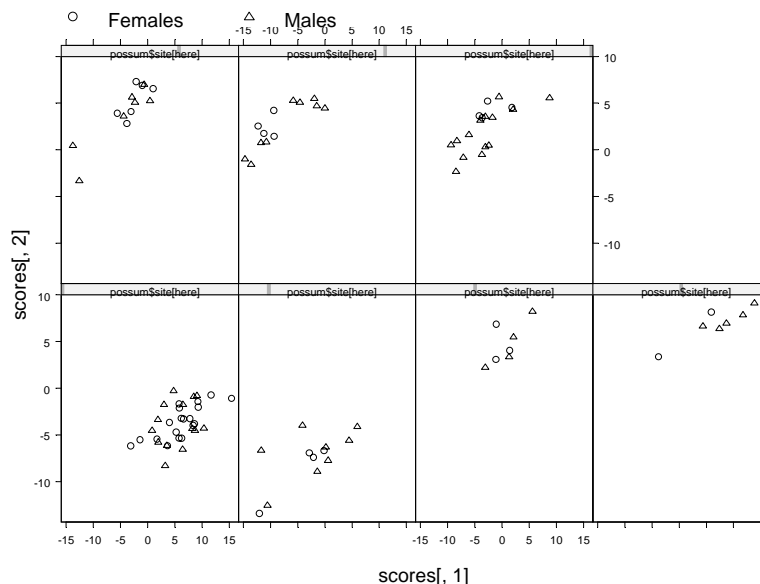 Females Males
-15 -10 -5 0 5 10 15
possum$site[here] possum$site[here] possum$site[here]
10
5
0
-5
-10
scores[, 2]
possum$site[here] possum$site[here] possum$site[here] possum$site[here]
10
5
0
-5
-10
-15 -10 -5 0 5 10 15 -15 -10 -5 0 5 10 15
scores[, 1]